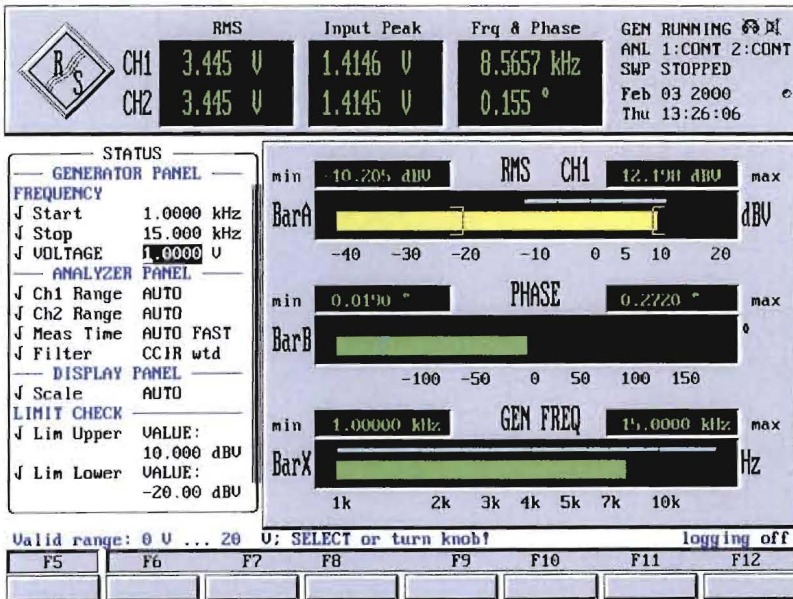 RMS Input Peak Frq & Phase
R S
CH1 3.445 V 1.4146 V 8.5657 kHz
CH2 3.445 V 1.4145 V 0.155 °
GEN RUNNING
ANL 1:CONT 2:CONT
SWP STOPPED
Feb 03 2000
Thu 13:26:06
STATUS
GENERATOR PANEL
FREQUENCY
√ Start 1.0000 kHz
√ Stop 15.000 kHz
√ VOLTAGE 1.0000 V
ANALYZER PANEL
√ Ch1 Range AUTO
√ Ch2 Range AUTO
√ Meas Time AUTO FAST
√ Filter CCIR wtd
DISPLAY PANEL
√ Scale AUTO
LIMIT CHECK
√ Lim Upper VALUE:
10.000 dBV
√ Lim Lower VALUE:
-20.00 dBV
min -10.205 dBV RMS CH1 12.198 dBV max
BarA dBV
-40 -30 -20 -10 0 5 10 20
min 0.0190 ° PHASE 0.2720 ° max
BarB °
-100 -50 0 50 100 150
min 1.00000 kHz GEN FREQ 15.0000 kHz max
BarX Hz
1k 2k 3k 4k 5k 7k 10k
Valid range: 0 V ... 20 V; SELECT or turn knob! logging off
F5 F6 F7 F8 F9 F10 F11 F12